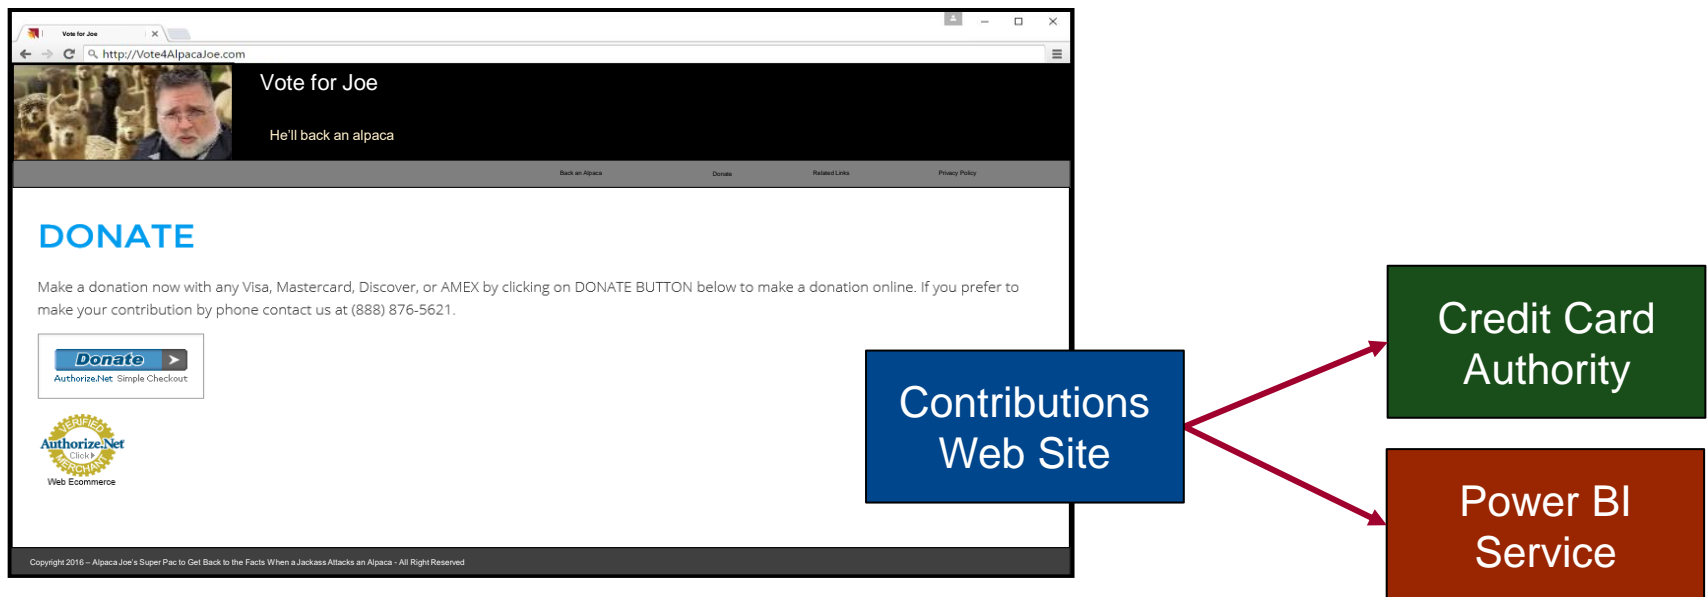 Vote for Joe
http://Vote4AlpacaJoe.com
Vote for Joe
He'll back an alpaca
Back an Alpaca
Donate
Related Links
Privacy Policy
DONATE
Make a donation now with any Visa, Mastercard, Discover, or AMEX by clicking on DONATE BUTTON below to make a donation online. If you prefer to
make your contribution by phone contact us at (888) 876-5621.
Donate
Authorize.Net Simple Checkout
VERIFIED
Authorize.Net
Click
MERCHANT
Web Ecommerce
Contributions
Web Site
Credit Card
Authority
Power BI
Service
Copyright 2016 – Alpaca Joe's Super Pac to Get Back to the Facts When a Jackass Attacks an Alpaca - All Right Reserved